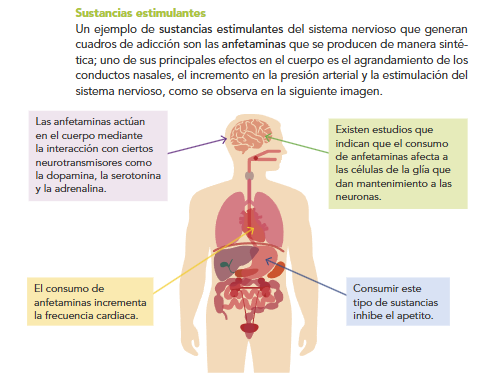 Sustancias estimulantes
Un ejemplo de sustancias estimulantes del sistema nervioso que generan
cuadros de adicción son las anfetaminas que se producen de manera sinté-
tica; uno de sus principales efectos en el cuerpo es el agrandamiento de los
conductos nasales, el incremento en la presión arterial y la estimulación del
sistema nervioso, como se observa en la siguiente imagen.
Las anfetaminas actúan
en el cuerpo mediante
la interacción con ciertos
neurotransmisores como
la dopamina, la serotonina
y la adrenalina.
Existen estudios que
indican que el consumo
de anfetaminas afecta a
las células de la glía que
dan mantenimiento a las
neuronas.
El consumo de
anfetaminas incrementa
la frecuencia cardiaca.
Consumir este
tipo de sustancias
inhibe el apetito.